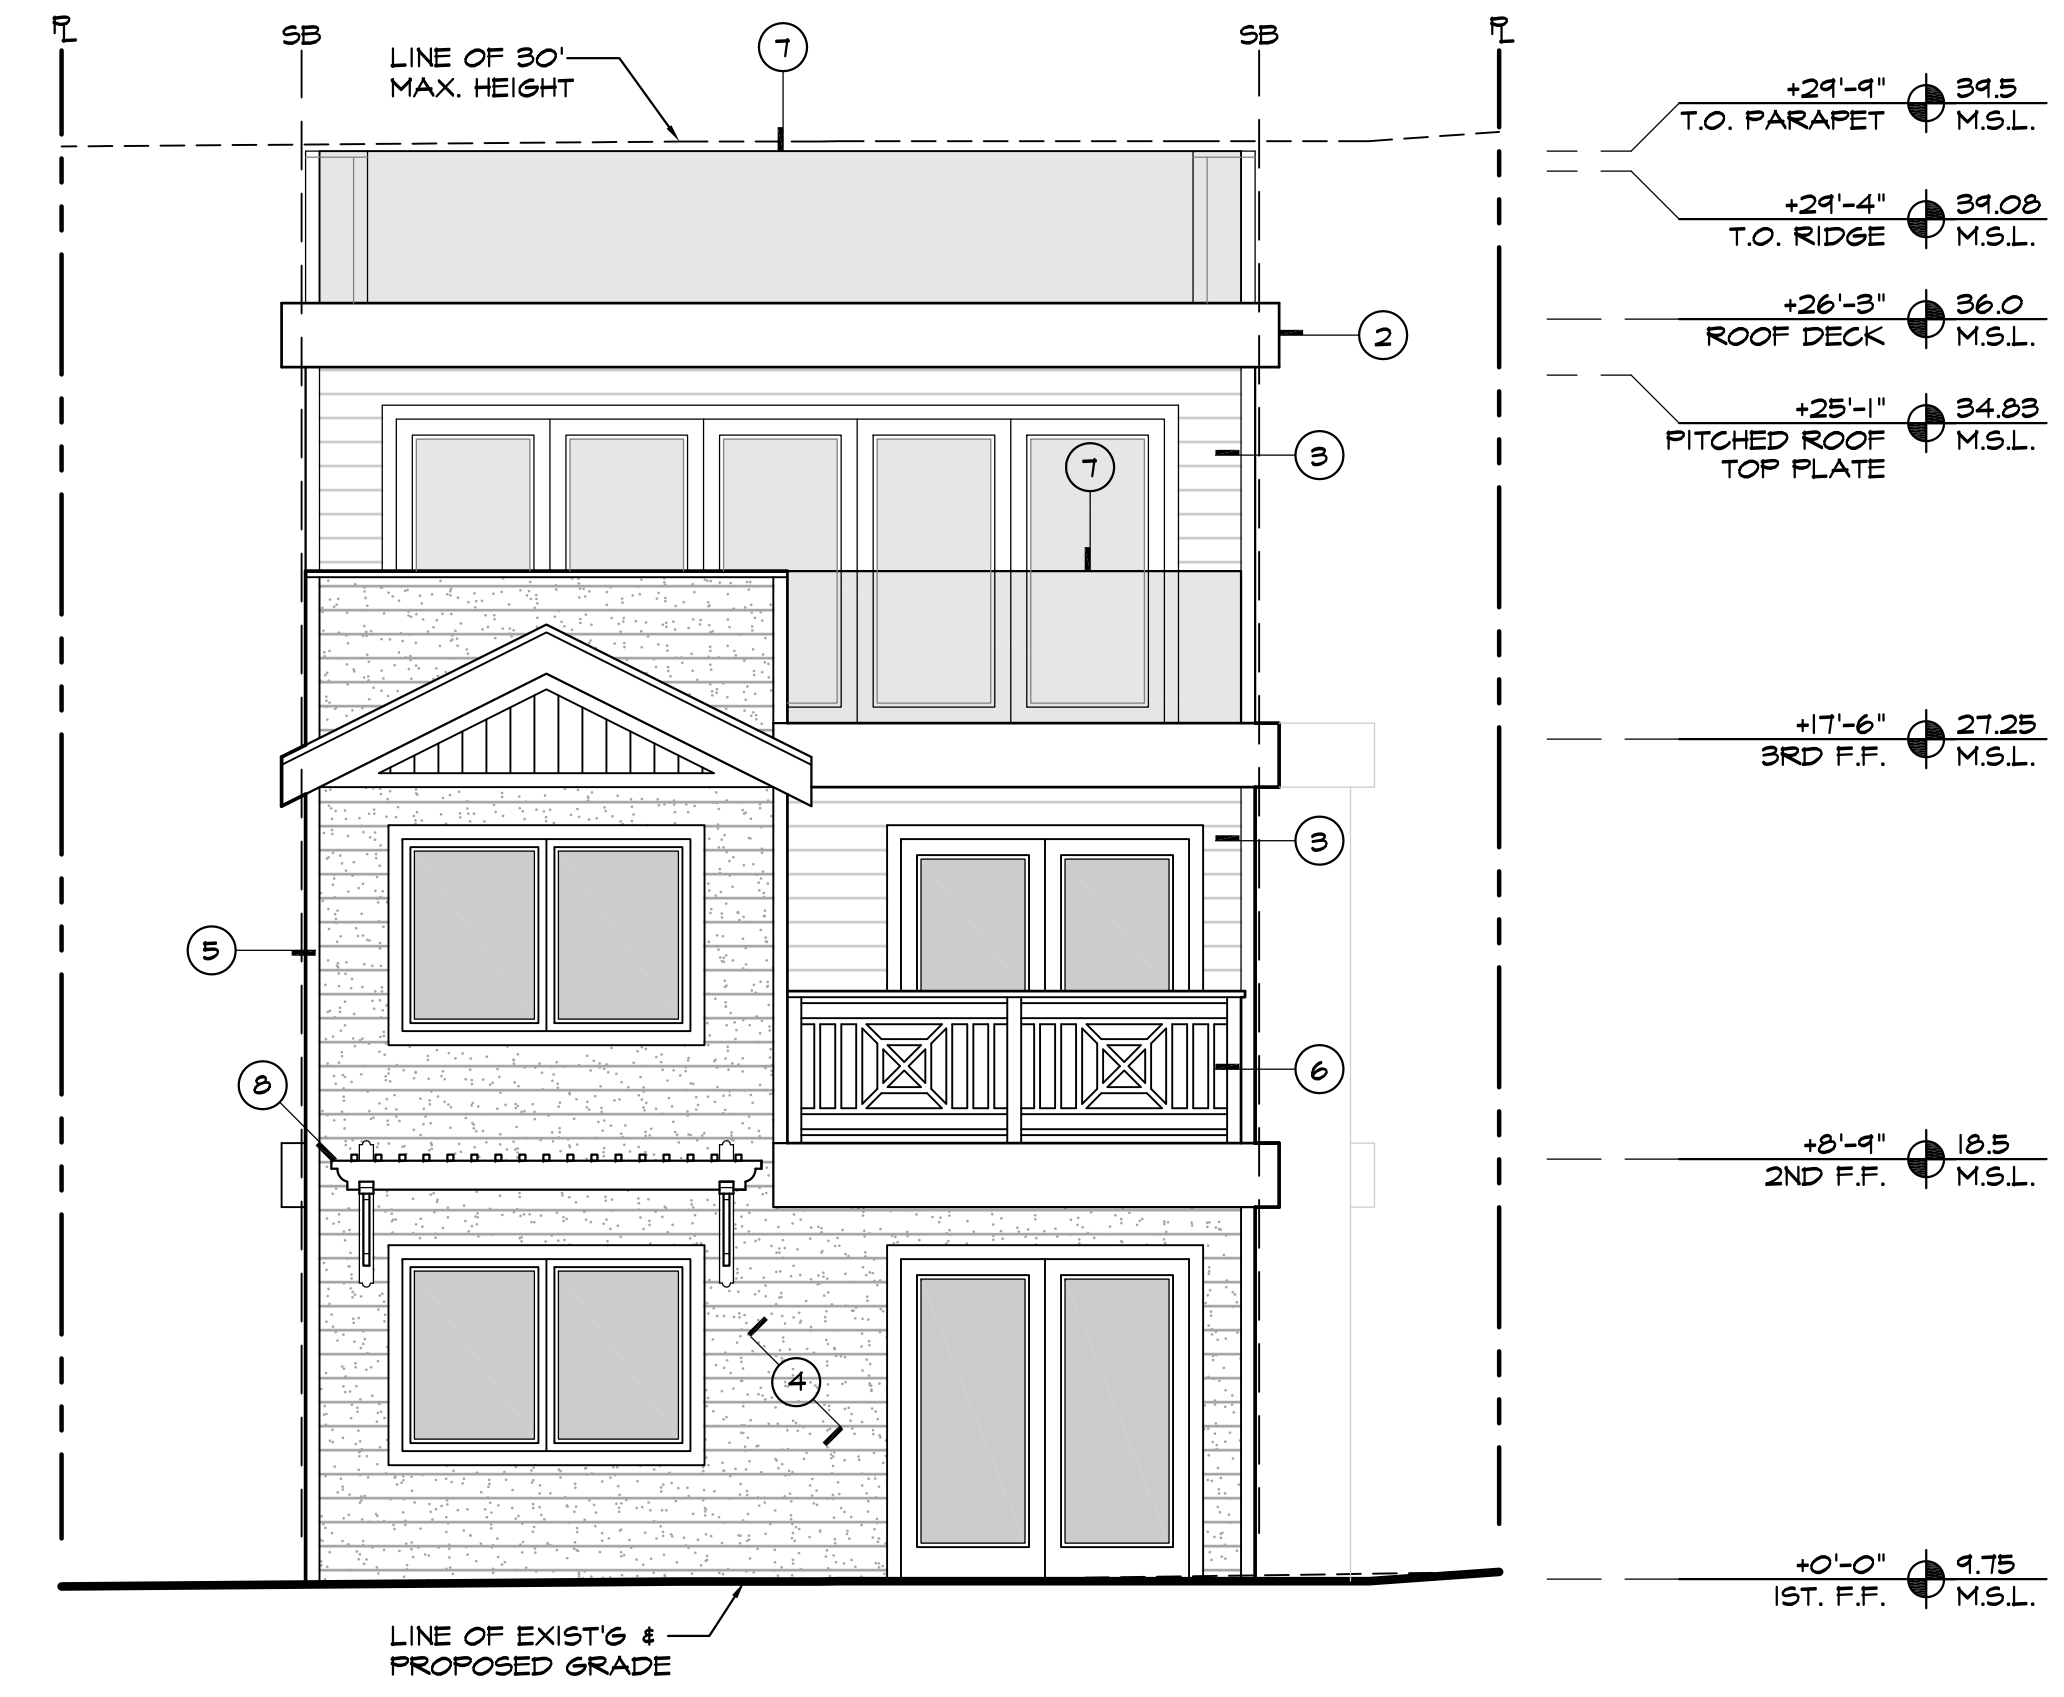 PL
SB
LINE OF 30'
MAX. HEIGHT
7
SB
PL
+29'-9" 39.5
T.O. PARAPET M.S.L.
+29'-4" 39.08
T.O. RIDGE M.S.L.
+26'-3" 36.0
ROOF DECK M.S.L.
2
+25'-1" 34.83
PITCHED ROOF M.S.L.
TOP PLATE
3
7
+17'-6" 27.25
3RD F.F. M.S.L.
3
5
6
8
+8'-9" 18.5
2ND F.F. M.S.L.
4
+0'-0" 9.75
1ST. F.F. M.S.L.
LINE OF EXIST'G &
PROPOSED GRADE